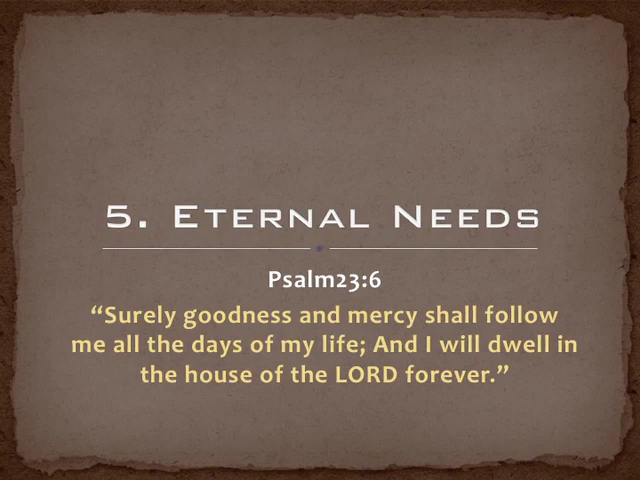 5. Eternal Needs
Psalm23:6
“Surely goodness and mercy shall follow
me all the days of my life; And I will dwell in
the house of the LORD forever.”